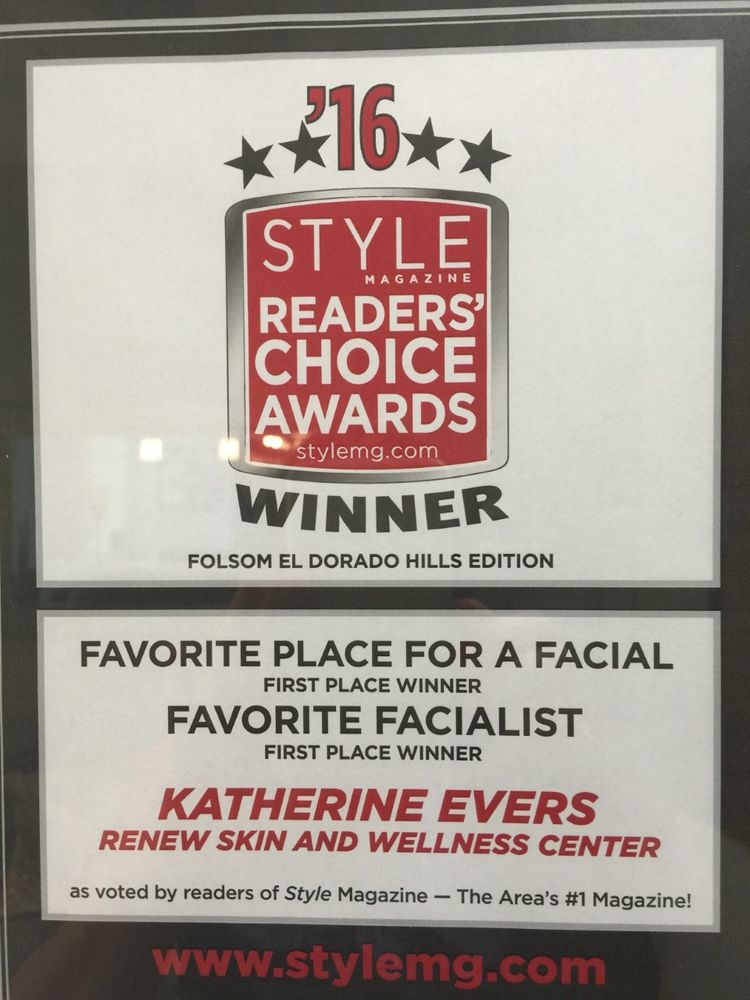 ’16
STYLE
MAGAZINE
READERS’
CHOICE
AWARDS
stylemg.com
WINNER
FOLSOM EL DORADO HILLS EDITION
FAVORITE PLACE FOR A FACIAL
FIRST PLACE WINNER
FAVORITE FACIALIST
FIRST PLACE WINNER
KATHERINE EVERS
RENEW SKIN AND WELLNESS CENTER
as voted by readers of Style Magazine — The Area’s #1 Magazine!
www.stylemg.com